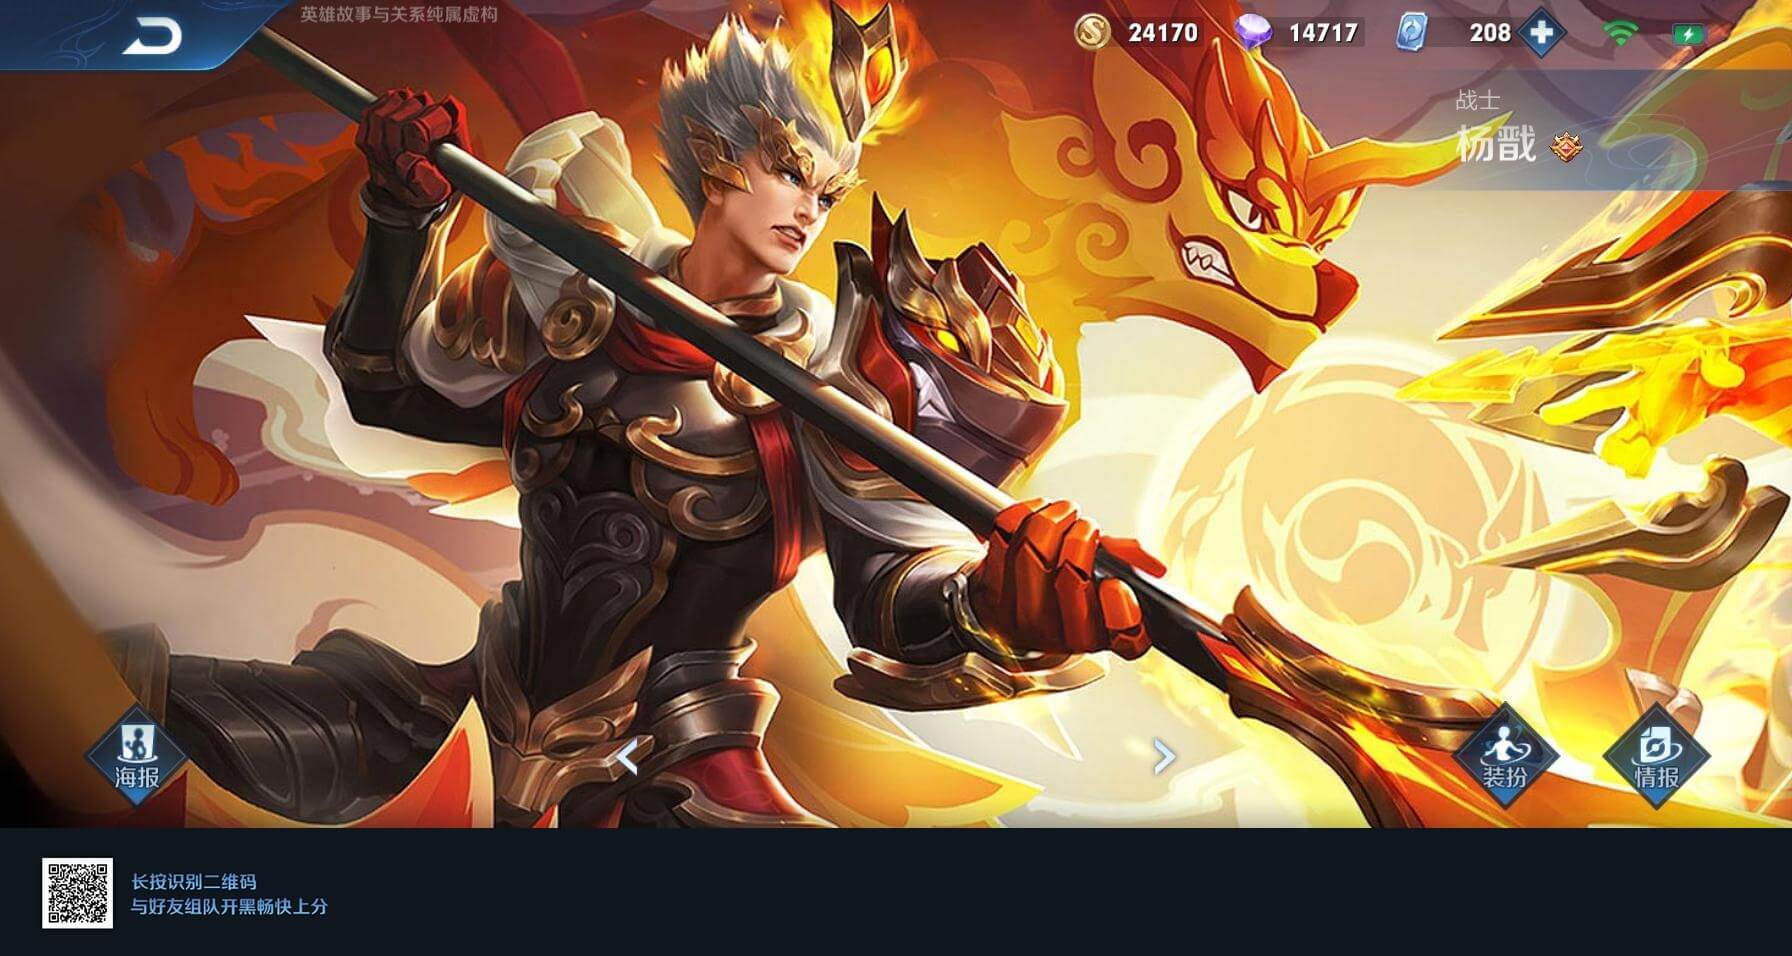 英雄故事与关系纯属虚构
24170
14717
208
战士
杨戬
海报
装扮
情报
长按识别二维码
与好友组队开黑畅快上分